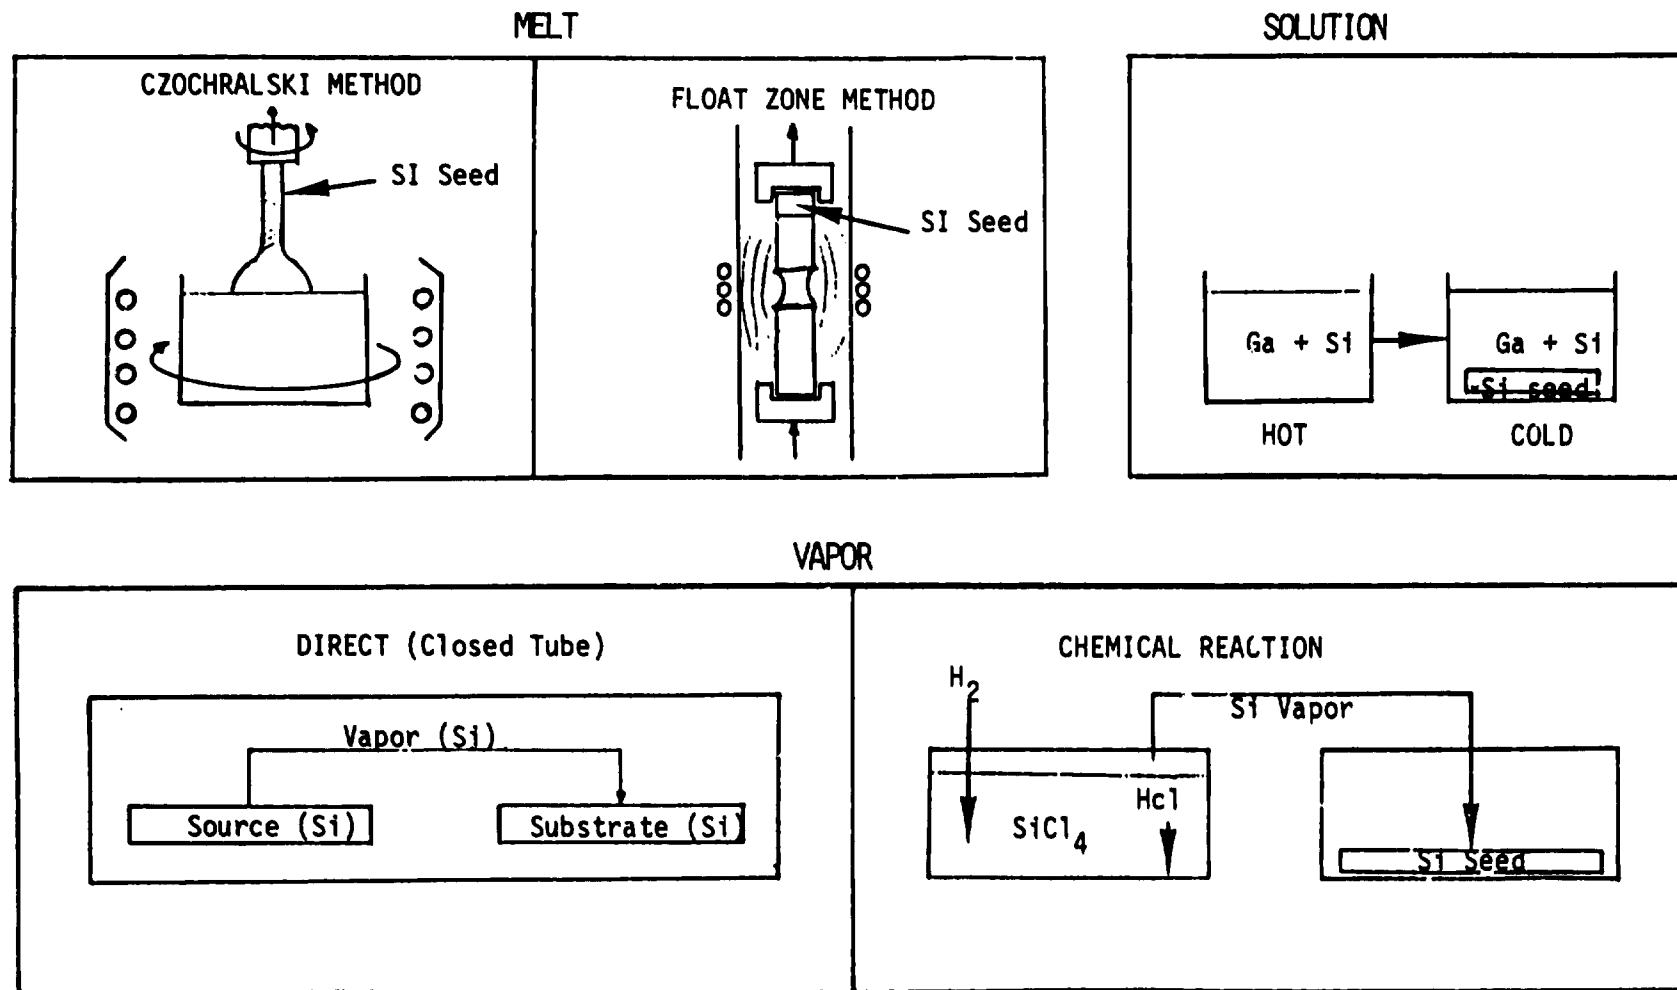 MELT
SOLUTION
CZOCHRALSKI METHOD
SI Seed
FLOAT ZONE METHOD
SI Seed
Ga + Si
Ga + Si
Si seed
HOT
COLD
VAPOR
DIRECT (Closed Tube)
Vapor (Si)
Source (Si)
Substrate (Si)
CHEMICAL REACTION
H2
Si Vapor
Hcl
SiCl4
Si Seed